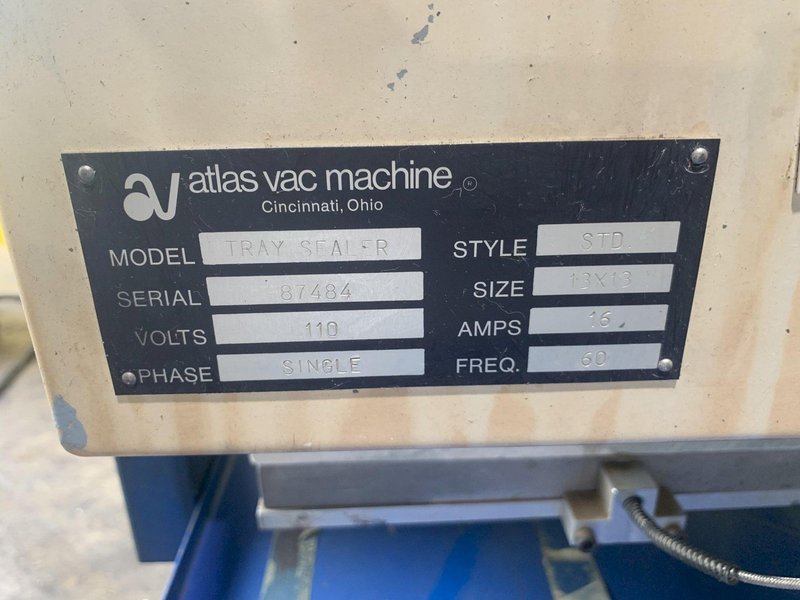 av atlas vac machine ®
Cincinnati, Ohio
MODEL TRAY SEALER STYLE STD.
SERIAL 87484 SIZE 13X13
VOLTS 110 AMPS 16
PHASE SINGLE FREQ. 60